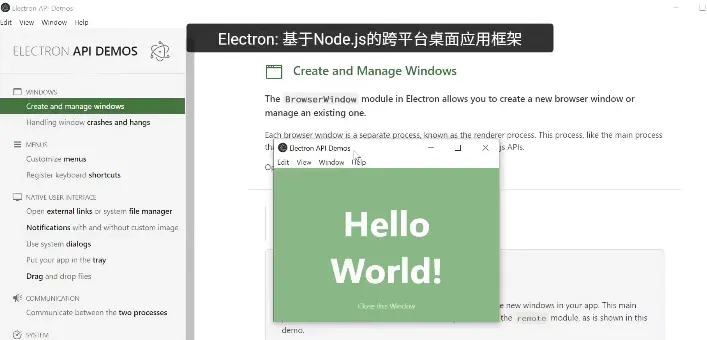 Electron API Demos
Edit View Window Help
Electron: 基于Node.js的跨平台桌面应用框架
ELECTRON API DEMOS
WINDOWS
Create and manage windows
Handling window crashes and hangs
MENUS
Customize menus
Register keyboard shortcuts
NATIVE USER INTERFACE
Open external links or system file manager
Notifications with and without custom image
Use system dialogs
Put your app in the tray
Drag and drop files
COMMUNICATION
Communicate between the two processes
SYSTEM
Create and Manage Windows
The BrowserWindow module in Electron allows you to create a new browser window or
manage an existing one.
Each browser window is a separate process, known as the renderer process. This process, like the main process
APIs.
Electron API Demos
Edit View Window Help
Hello
World!
Close this Window
new windows in your app. This main
the remote module, as is shown in this
demo.